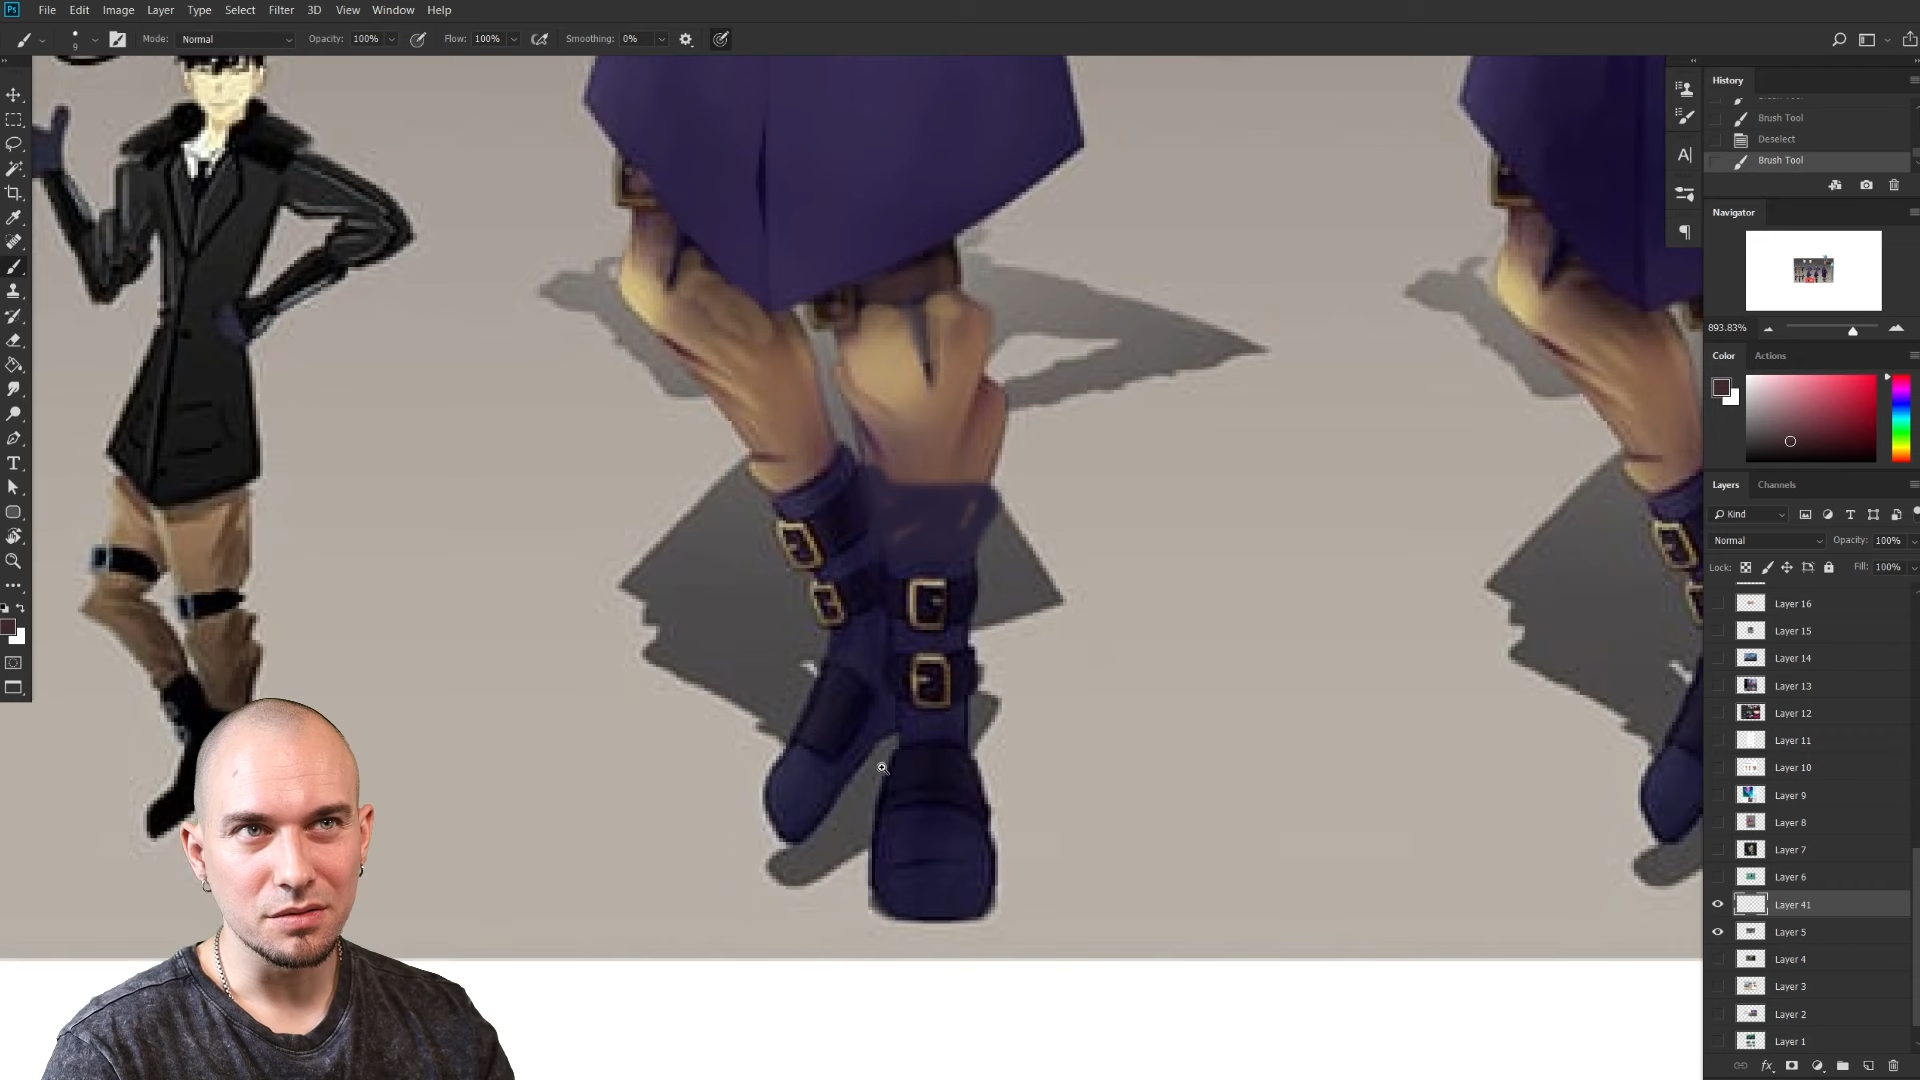 Ps File Edit Image Layer Type Select Filter 3D View Window Help
9 Mode: Normal Opacity: 100% Flow: 100% Smoothing: 0%
History
Brush Tool
Deselect
Brush Tool
Navigator
893.83%
Color Actions
Layers Channels
Kind
Normal Opacity: 100%
Lock: Fill: 100%
Layer 16
Layer 15
Layer 14
Layer 13
Layer 12
Layer 11
Layer 10
Layer 9
Layer 8
Layer 7
Layer 6
Layer 41
Layer 5
Layer 4
Layer 3
Layer 2
Layer 1
fx